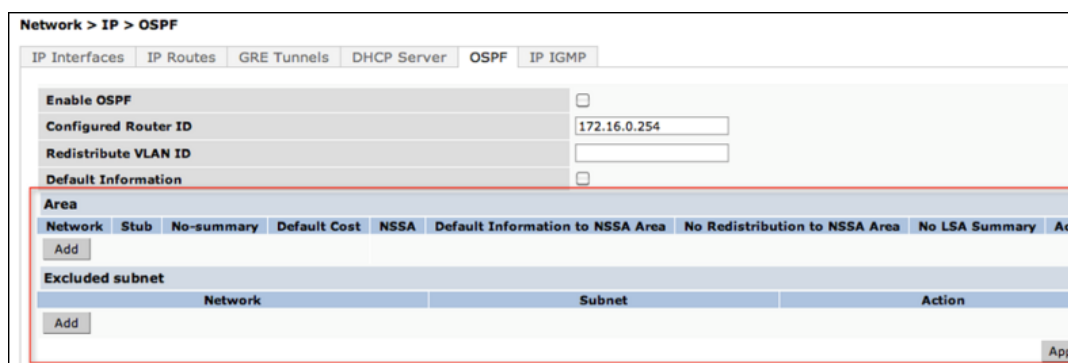 Network > IP > OSPF
IP Interfaces IP Routes GRE Tunnels DHCP Server OSPF IP IGMP
Enable OSPF
Configured Router ID 172.16.0.254
Redistribute VLAN ID
Default Information
Area
Network Stub No-summary Default Cost NSSA Default Information to NSSA Area No Redistribution to NSSA Area No LSA Summary
Add
Excluded subnet
Network Subnet Action
Add